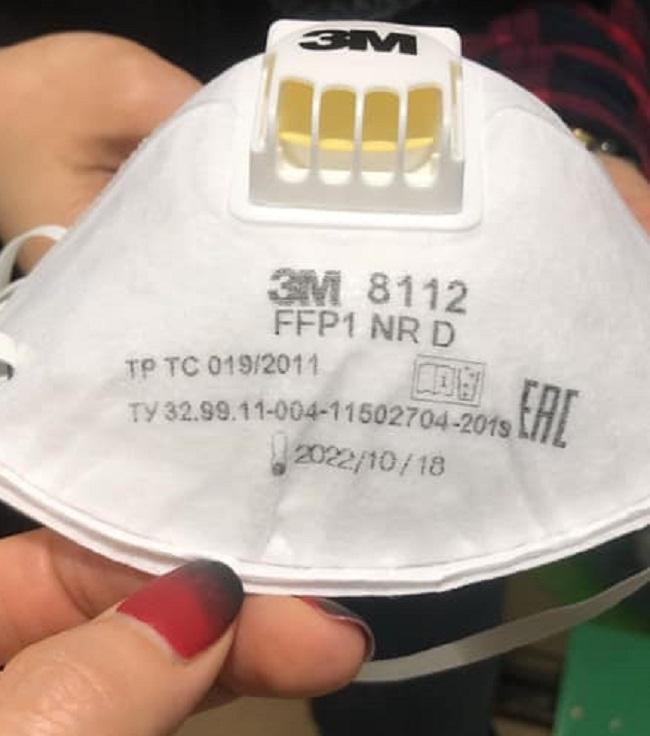 3M
3M 8112
FFP1 NR D
ТР ТС 019/2011
ТУ 32.99.11-004-11502704-2019
EAC
2022/10/18